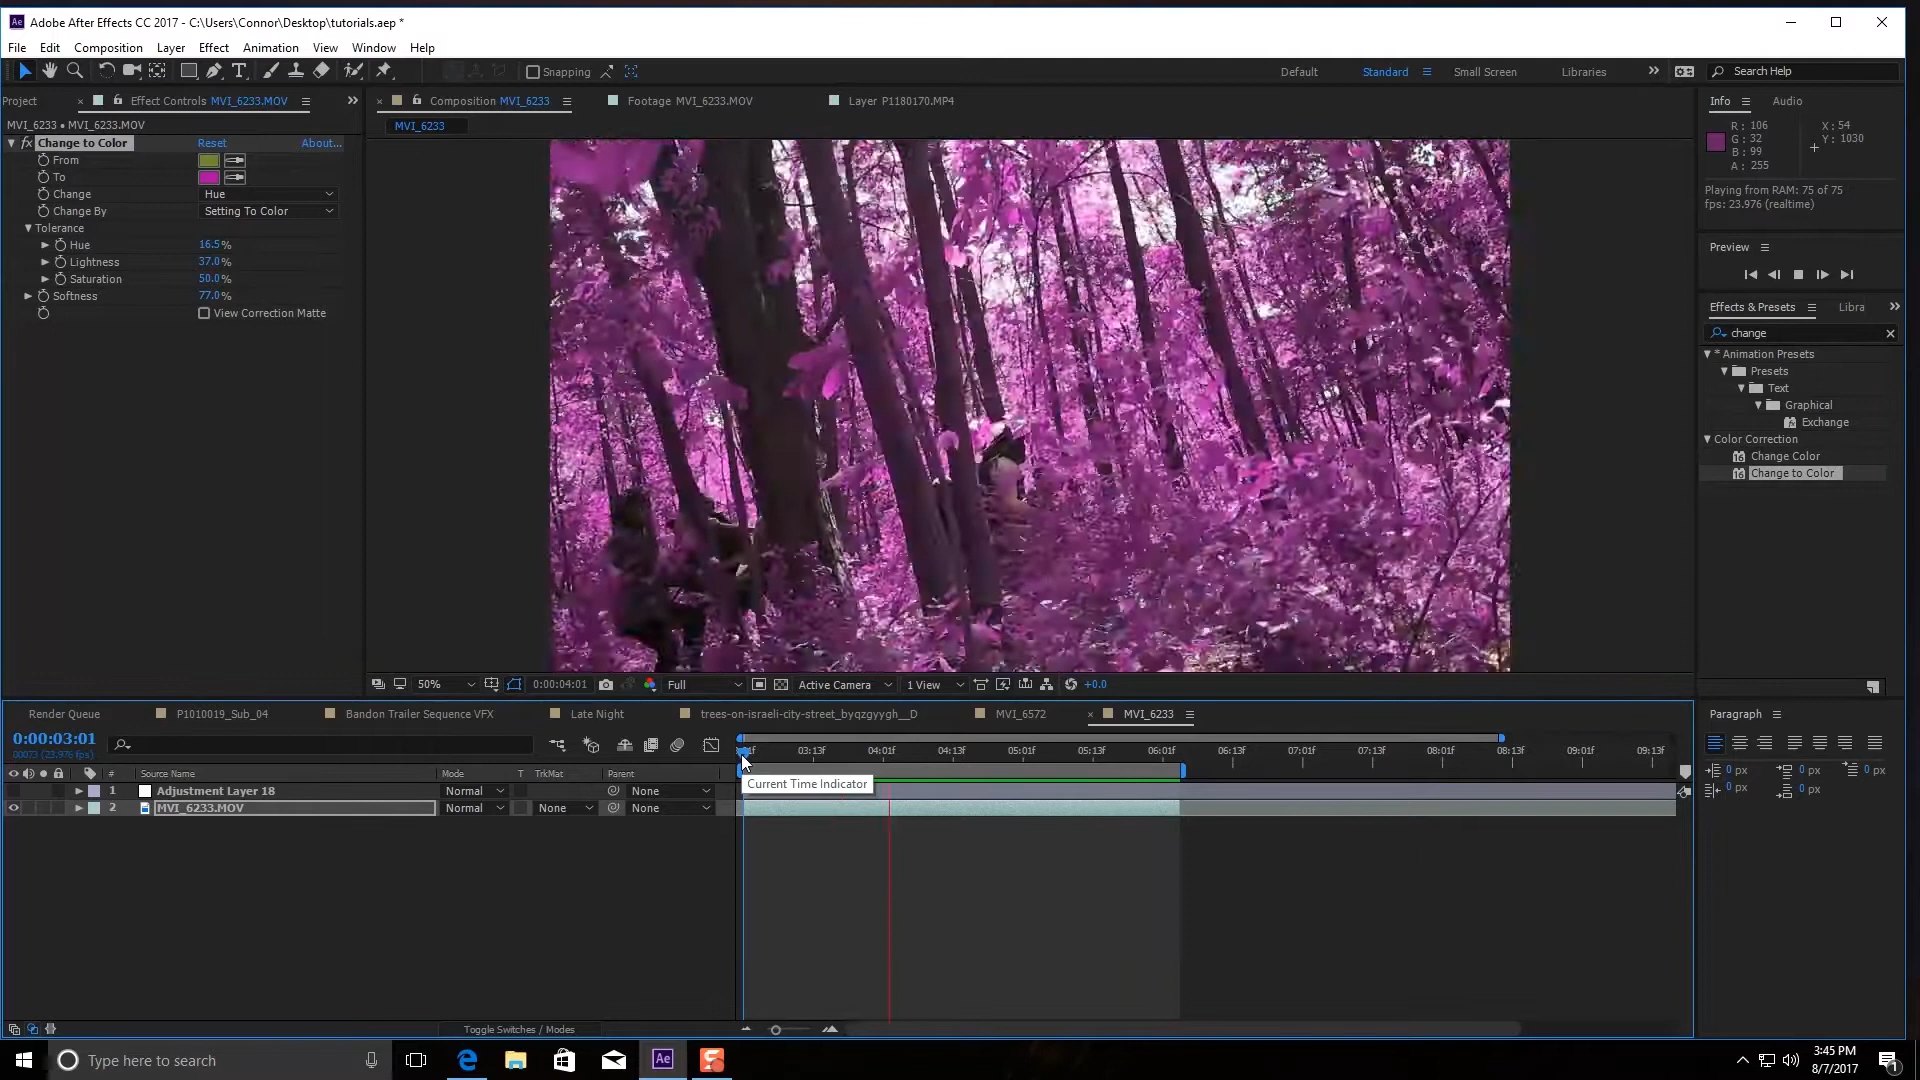 Ae Adobe After Effects CC 2017 - C:\Users\Connor\Desktop\tutorials.aep *
File Edit Composition Layer Effect Animation View Window Help
Snapping Default Standard Small Screen Libraries Search Help
Project Effect Controls MVI_6233.MOV Composition MVI_6233 Footage MVI_6233.MOV Layer P1180170.MP4 Info Audio
MVI_6233 • MVI_6233.MOV MVI_6233
fx Change to Color Reset About...
From
To
Change Hue
Change By Setting To Color
Tolerance
Hue 16.5%
Lightness 37.0%
Saturation 50.0%
Softness 77.0%
View Correction Matte
R: 106 X: 54
G: 32 Y: 1030
B: 99
A: 255
Playing from RAM: 75 of 75
fps: 23.976 (realtime)
Preview
Effects & Presets Libra
change
* Animation Presets
Presets
Text
Graphical
Exchange
Color Correction
Change Color
Change to Color
50% 0:00:04:01 Full Active Camera 1 View +0.0
Render Queue P1010019_Sub_04 Bandon Trailer Sequence VFX Late Night trees-on-israeli-city-street_byqzgyygh__D MVI_6572 MVI_6233 Paragraph
0:00:03:01
00073 (23.976 fps)
03:13f 04:01f 04:13f 05:01f 05:13f 06:01f 06:13f 07:01f 07:13f 08:01f 08:13f 09:01f 09:13f
# Source Name Mode T TrkMat Parent
Current Time Indicator
1 Adjustment Layer 18 Normal None
2 MVI_6233.MOV Normal None None
0 px 0 px 0 px
0 px 0 px
Toggle Switches / Modes
Type here to search
Ae
3:45 PM
8/7/2017
1